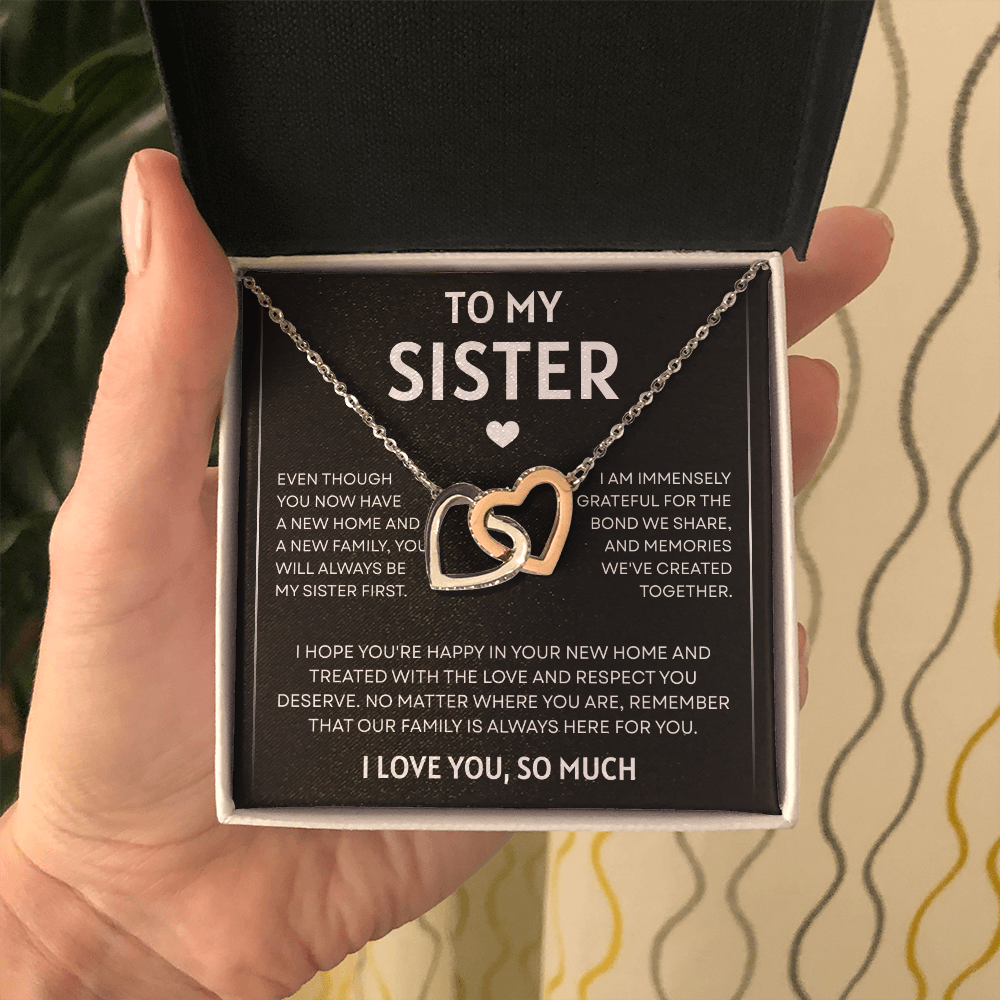 TO MY
SISTER
EVEN THOUGH
YOU NOW HAVE
A NEW HOME AND
A NEW FAMILY, YOU
WILL ALWAYS BE
MY SISTER FIRST.
I AM IMMENSELY
GRATEFUL FOR THE
BOND WE SHARE,
AND MEMORIES
WE'VE CREATED
TOGETHER.
I HOPE YOU'RE HAPPY IN YOUR NEW HOME AND
TREATED WITH THE LOVE AND RESPECT YOU
DESERVE. NO MATTER WHERE YOU ARE, REMEMBER
THAT OUR FAMILY IS ALWAYS HERE FOR YOU.
I LOVE YOU, SO MUCH